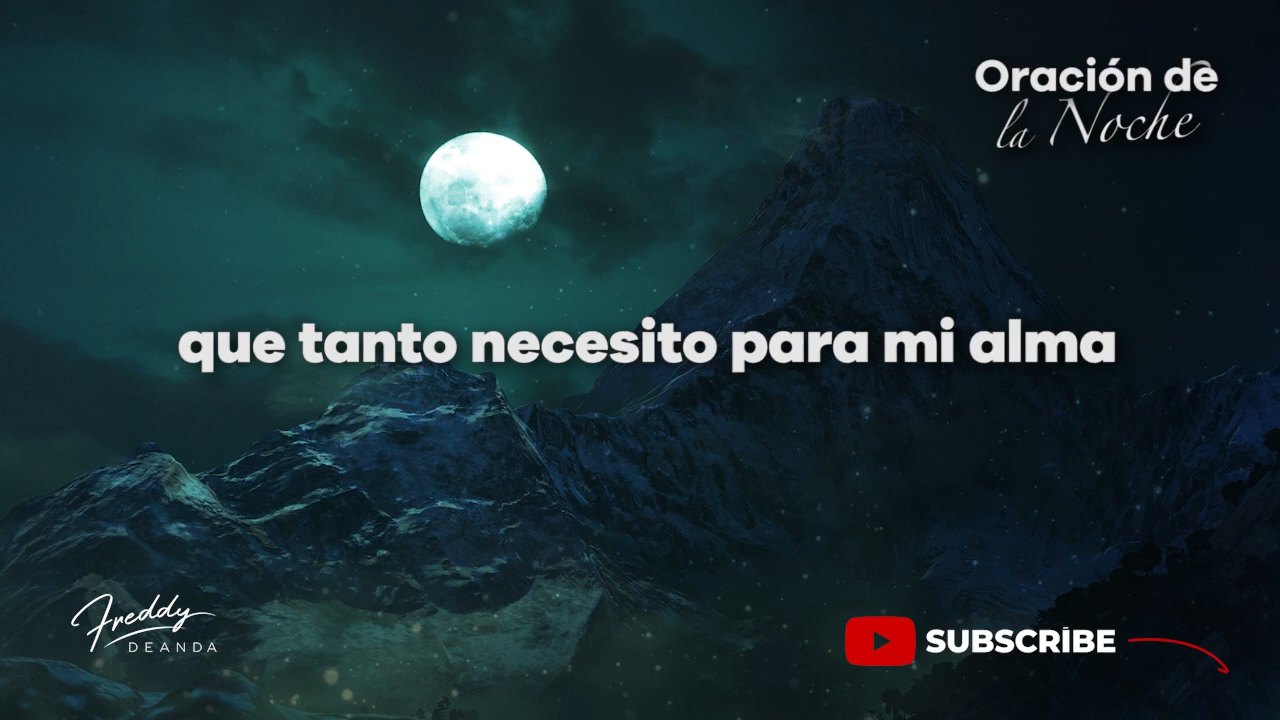 Oración de
la Noche
que tanto necesito para mi alma
Freddy
DEANDA
SUBSCRIBE